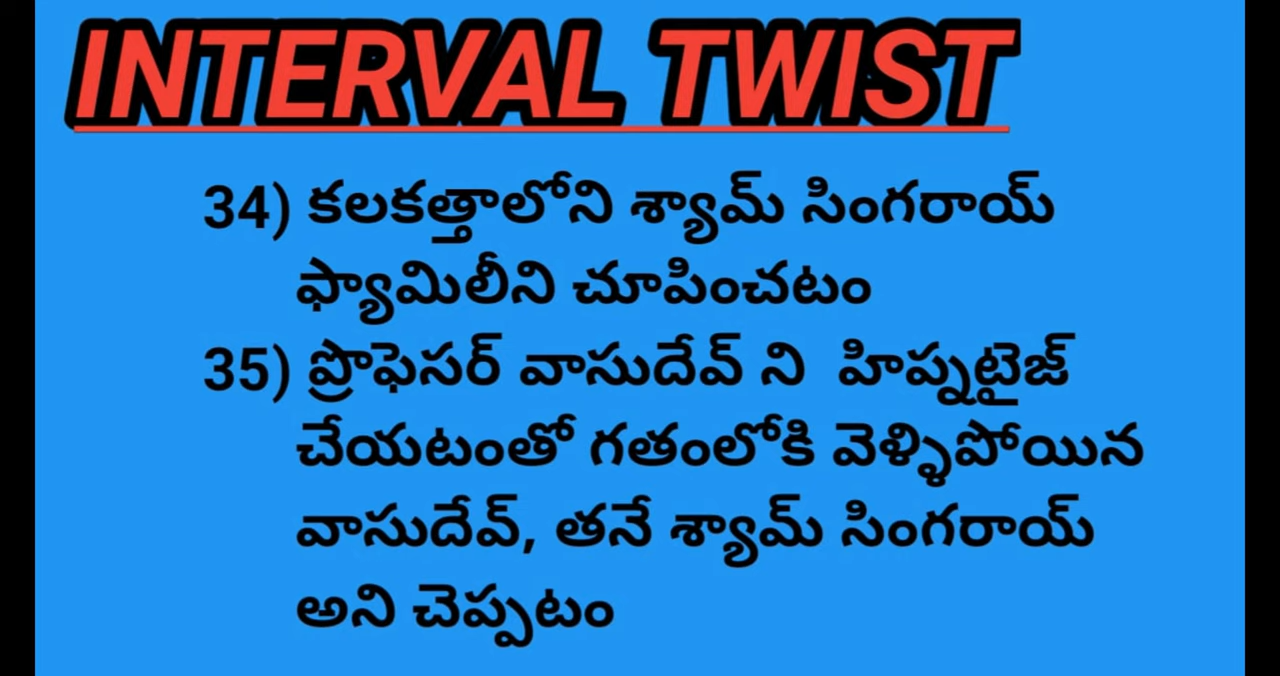 INTERVAL TWIST
34) కలకత్తాలోని శ్యామ్ సింగరాయ్
ఫ్యామిలీని చూపించటం
35) ప్రొఫెసర్ వాసుదేవ్ ని హిప్నటైజ్
చేయటంతో గతంలోకి వెళ్ళిపోయిన
వాసుదేవ్, తనే శ్యామ్ సింగరాయ్
అని చెప్పటం